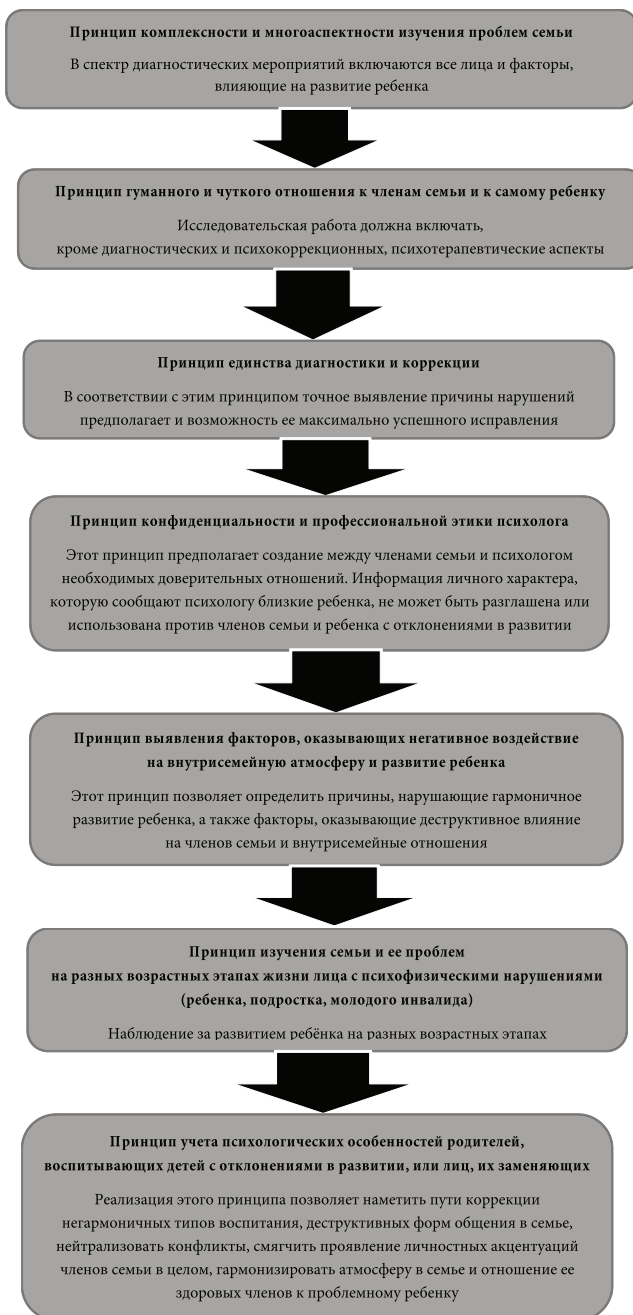 Принцип комплексности и многоаспектности изучения проблем семьи
В спектр диагностических мероприятий включаются все лица и факторы,
влияющие на развитие ребенка
Принцип гуманного и чуткого отношения к членам семьи и к самому ребенку
Исследовательская работа должна включать,
кроме диагностических и психокоррекционных, психотерапевтические аспекты
Принцип единства диагностики и коррекции
В соответствии с этим принципом точное выявление причины нарушений
предполагает и возможность ее максимально успешного исправления
Принцип конфиденциальности и профессиональной этики психолога
Этот принцип предполагает создание между членами семьи и психологом
необходимых доверительных отношений. Информация личного характера,
которую сообщают психологу близкие ребенка, не может быть разглашена или
использована против членов семьи и ребенка с отклонениями в развитии
Принцип выявления факторов, оказывающих негативное воздействие
на внутрисемейную атмосферу и развитие ребенка
Этот принцип позволяет определить причины, нарушающие гармоничное
развитие ребенка, а также факторы, оказывающие деструктивное влияние
на членов семьи и внутрисемейные отношения
Принцип изучения семьи и ее проблем
на разных возрастных этапах жизни лица с психофизическими нарушениями
(ребенка, подростка, молодого инвалида)
Наблюдение за развитием ребёнка на разных возрастных этапах
Принцип учета психологических особенностей родителей,
воспитывающих детей с отклонениями в развитии, или лиц, их заменяющих
Реализация этого принципа позволяет наметить пути коррекции
негармоничных типов воспитания, деструктивных форм общения в семье,
нейтрализовать конфликты, смягчить проявление личностных акцентуаций
членов семьи в целом, гармонизировать атмосферу в семье и отношение ее
здоровых членов к проблемному ребенку